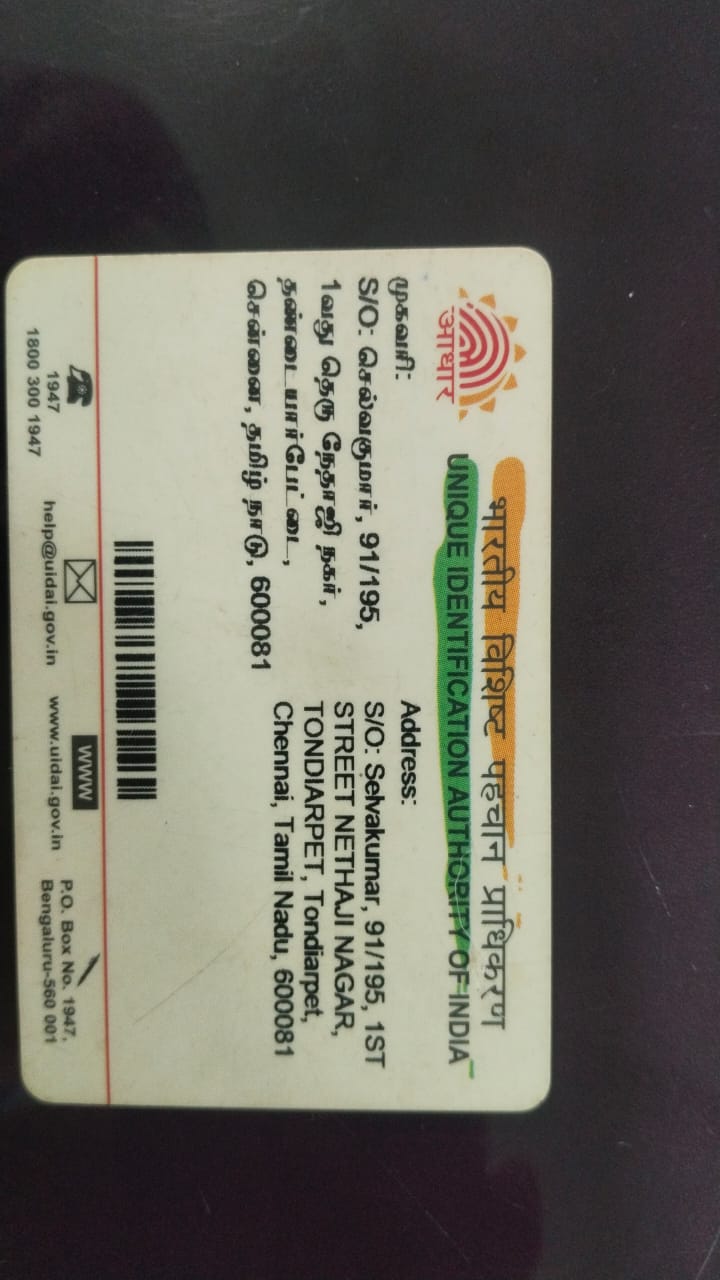 आधार
भारतीय विशिष्ट पहचान प्राधिकरण
UNIQUE IDENTIFICATION AUTHORITY OF INDIA
முகவரி:
S/O: செல்வகுமார், 91/195,
1வது தெரு நேதாஜி நகர்,
தண்டையார்பேட்டை,
சென்னை, தமிழ் நாடு, 600081
Address:
S/O: Selvakumar, 91/195, 1ST
STREET NETHAJI NAGAR,
TONDIARPET, Tondiarpet,
Chennai, Tamil Nadu, 600081
1947
1800 300 1947
help@uidai.gov.in
WWW
www.uidai.gov.in
P.O. Box No. 1947,
Bengaluru-560 001